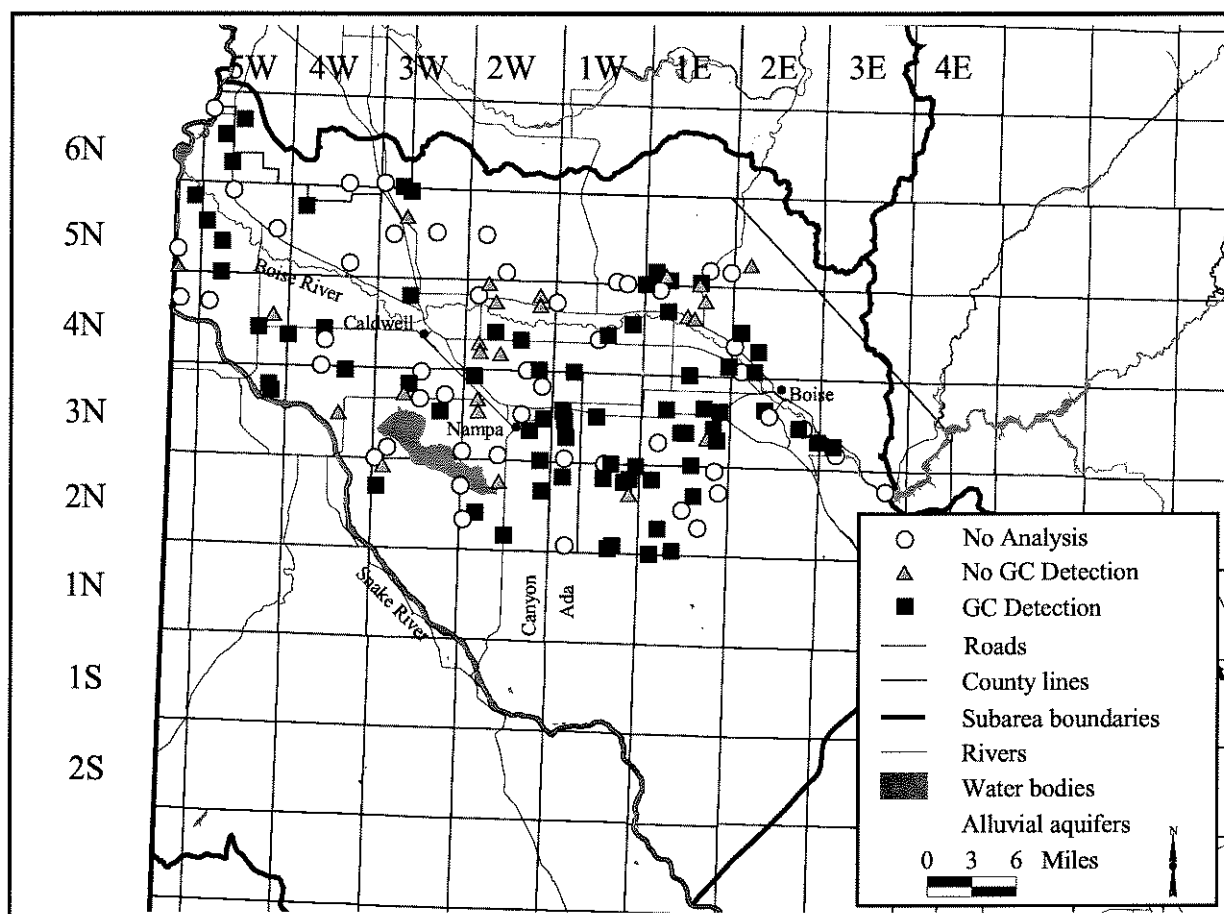 5W 4W 3W 2W 1W 1E 2E 3E 4E
6N
5N
Boise River
4N
Caldwell
Boise
3N
Nampa
2N
1N
Snake River
Canyon
Ada
1S
2S
No Analysis
No GC Detection
GC Detection
Roads
County lines
Subarea boundaries
Rivers
Water bodies
Alluvial aquifers
N
0 3 6 Miles